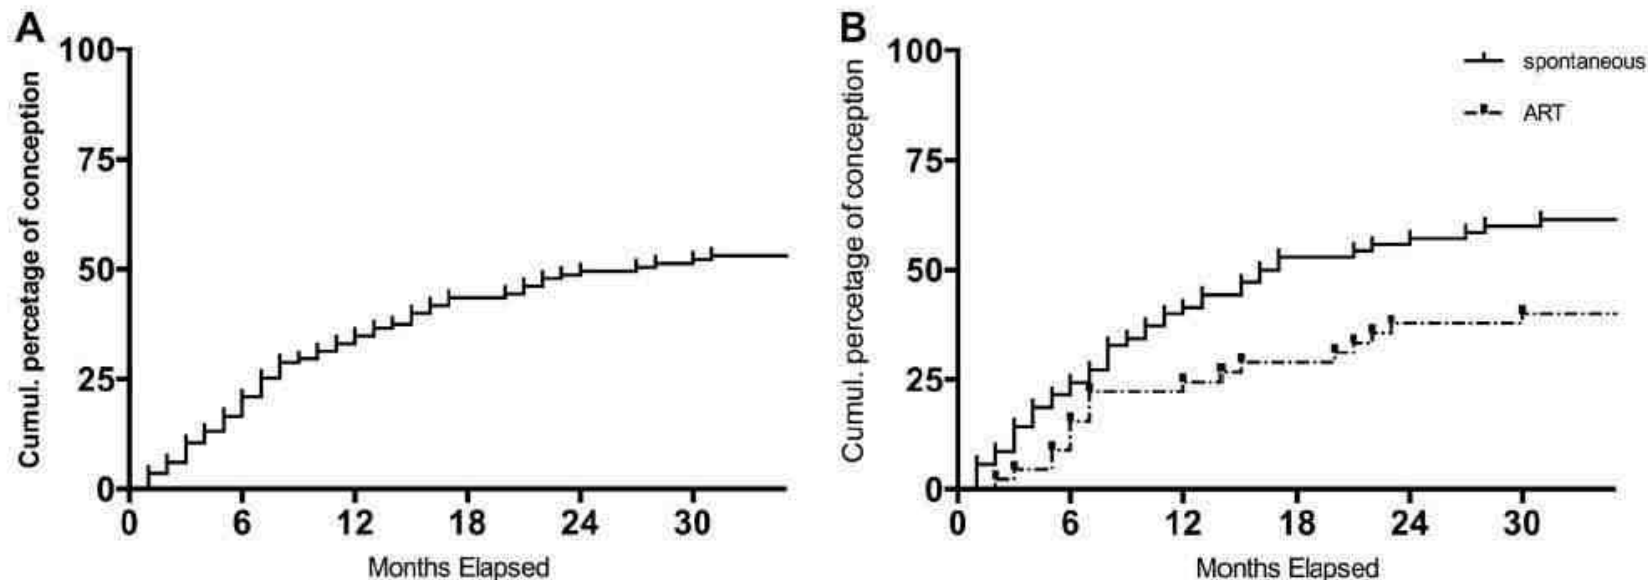 A
Cumul. percetage of conception
100
75
50
25
0
0 6 12 18 24 30
Months Elapsed
B
Cumul. percetage of conception
100
75
50
25
0
0 6 12 18 24 30
Months Elapsed
spontaneous
ART